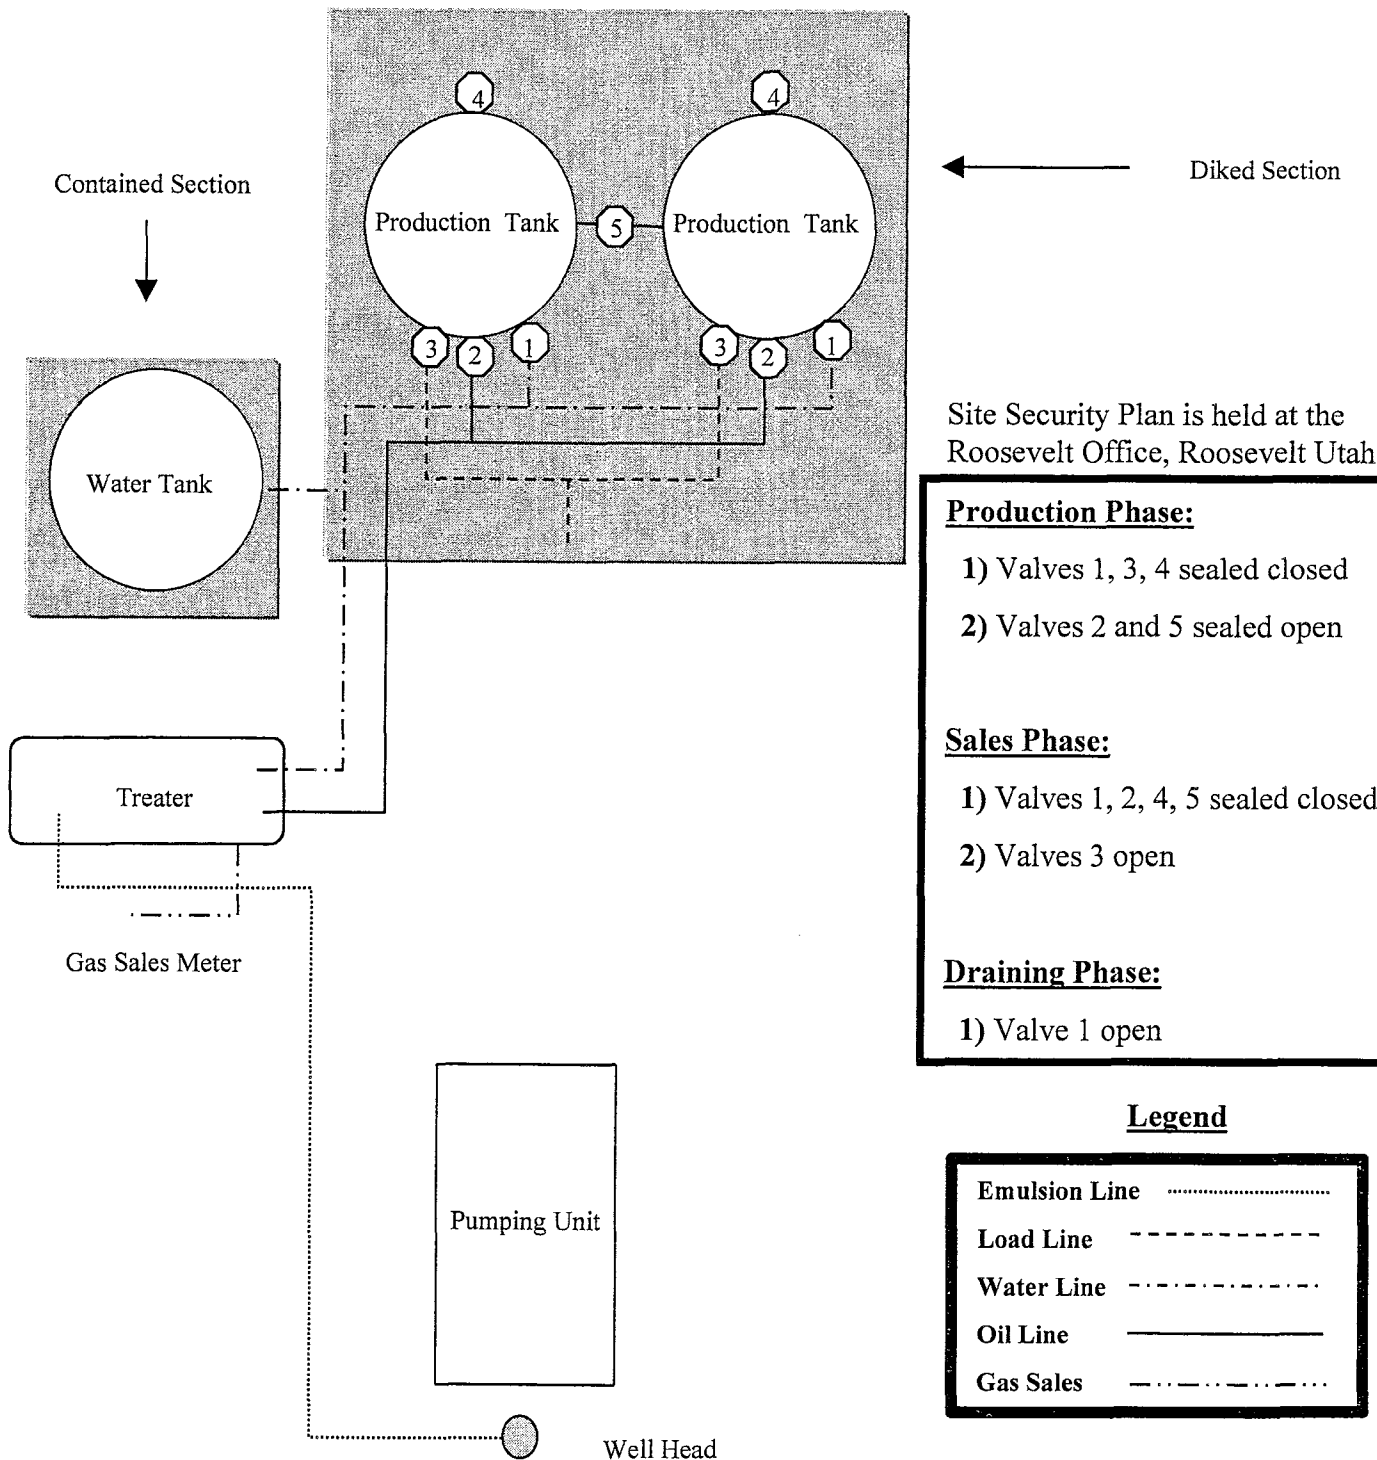 4
4
Contained Section
Diked Section
Production Tank
5
Production Tank
3
2
1
3
2
1
Water Tank
Site Security Plan is held at the
Roosevelt Office, Roosevelt Utah
Production Phase:
1) Valves 1, 3, 4 sealed closed
2) Valves 2 and 5 sealed open
Sales Phase:
1) Valves 1, 2, 4, 5 sealed closed
2) Valves 3 open
Draining Phase:
1) Valve 1 open
Treater
Gas Sales Meter
Pumping Unit
Well Head
Legend
Emulsion Line
Load Line
Water Line
Oil Line
Gas Sales